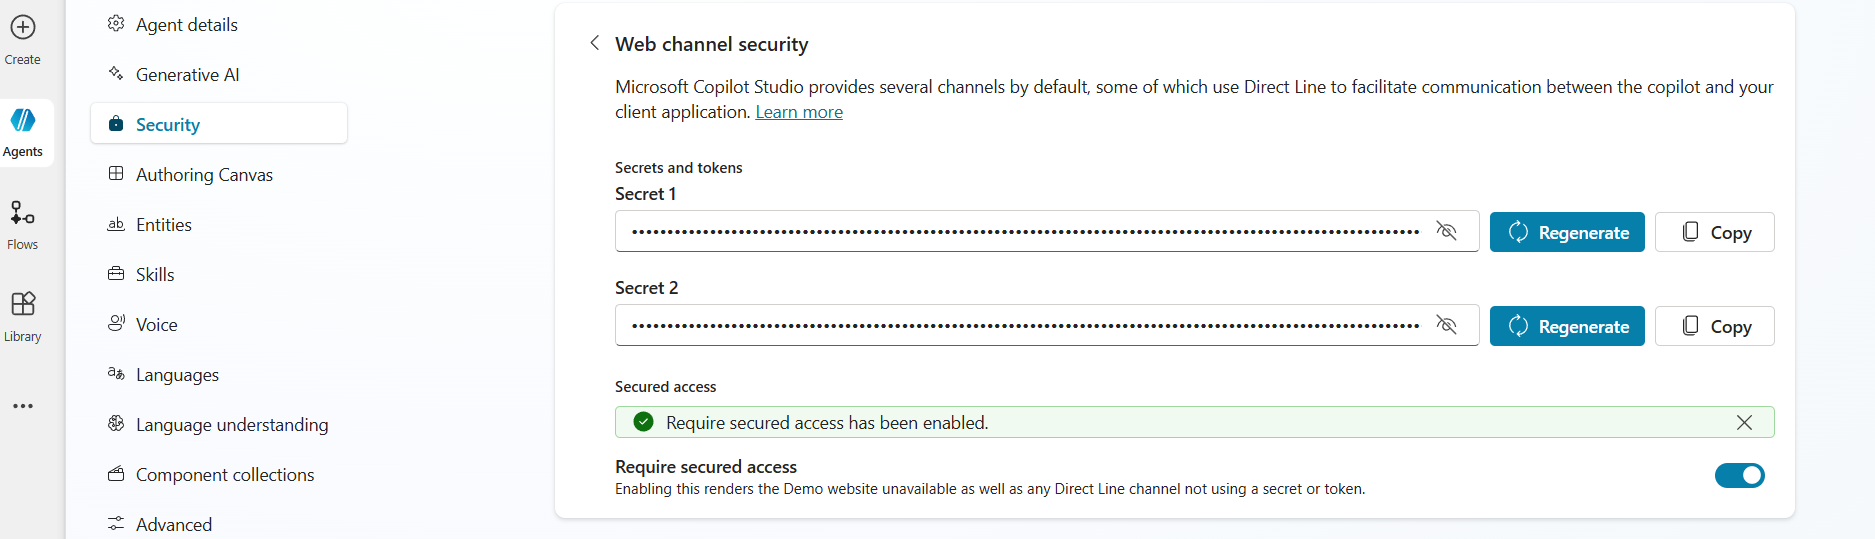 Create
Agents
Flows
Library
Agent details
Generative AI
Security
Authoring Canvas
Entities
Skills
Voice
Languages
Language understanding
Component collections
Advanced
Web channel security
Microsoft Copilot Studio provides several channels by default, some of which use Direct Line to facilitate communication between the copilot and your
client application. Learn more
Secrets and tokens
Secret 1
Regenerate
Copy
Secret 2
Regenerate
Copy
Secured access
Require secured access has been enabled.
Require secured access
Enabling this renders the Demo website unavailable as well as any Direct Line channel not using a secret or token.